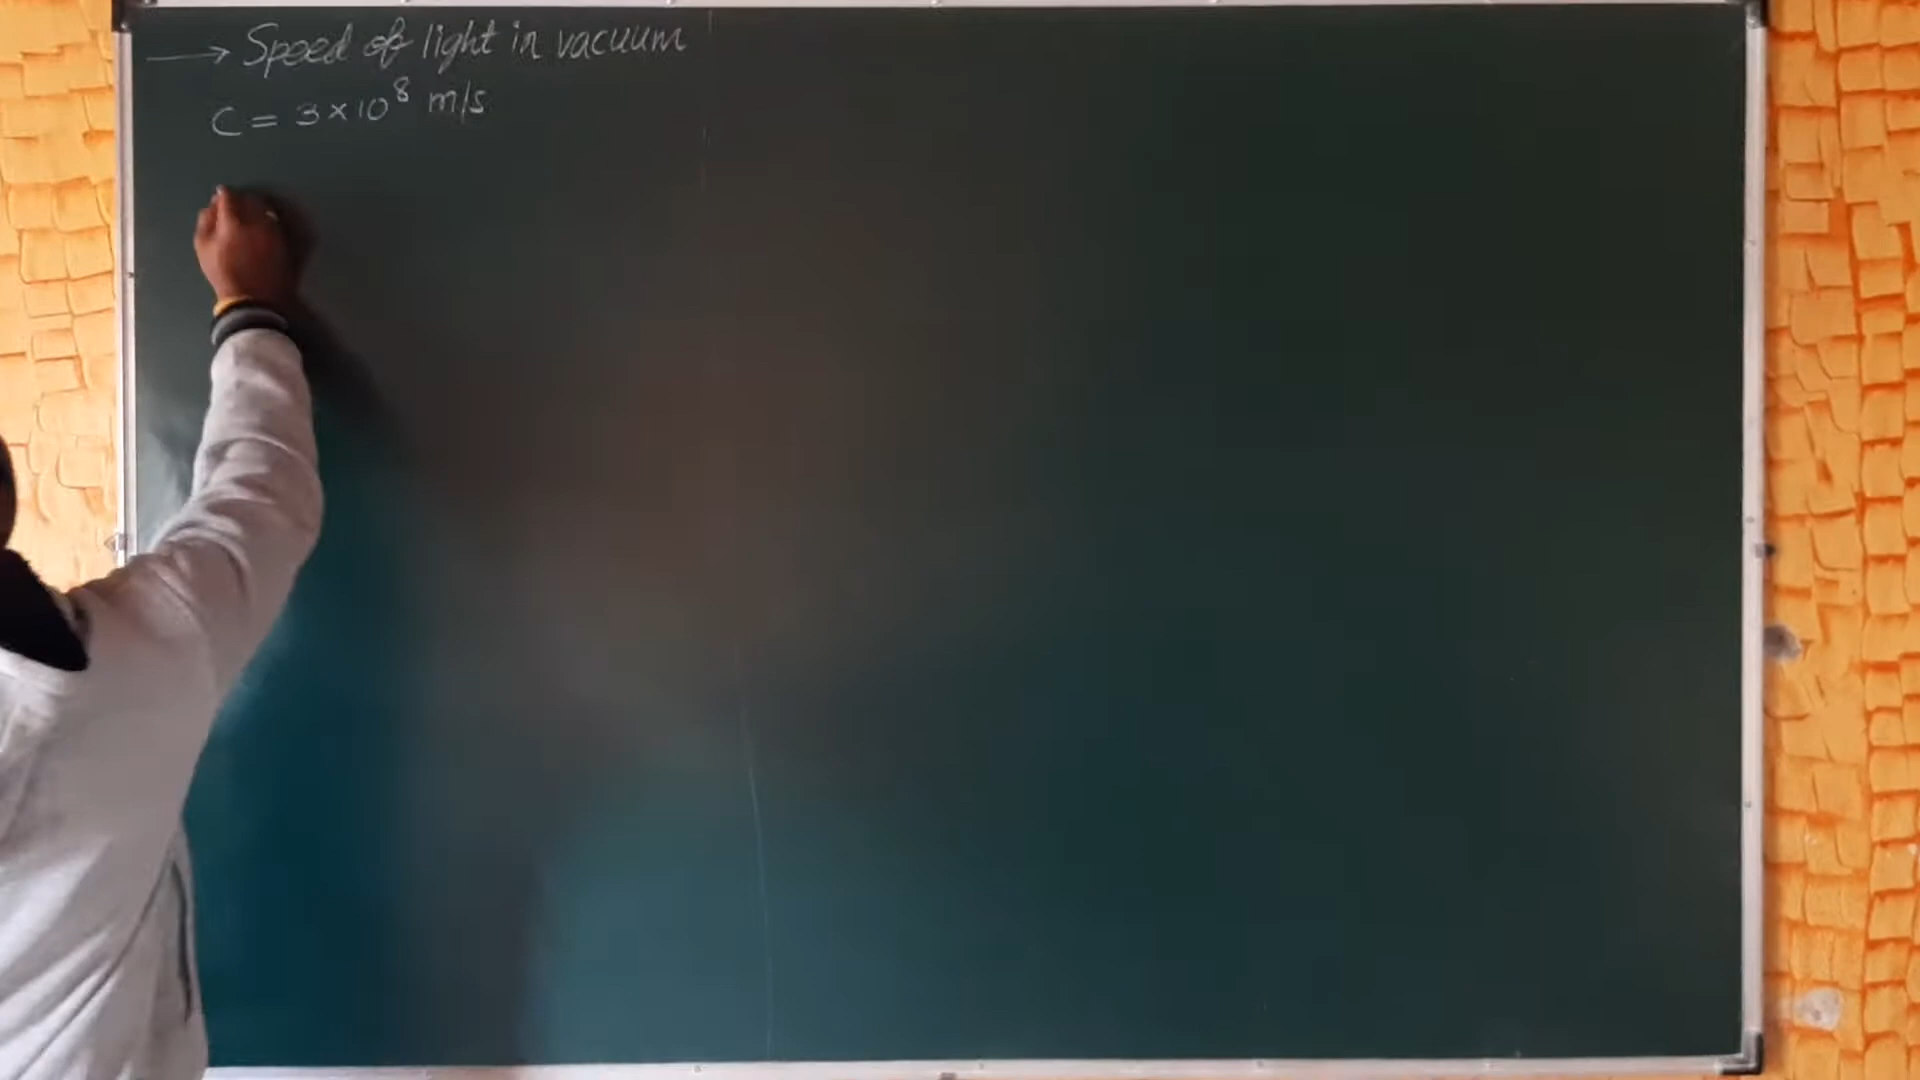 → Speed of light in vacuum
C = 3×10⁸ m/s